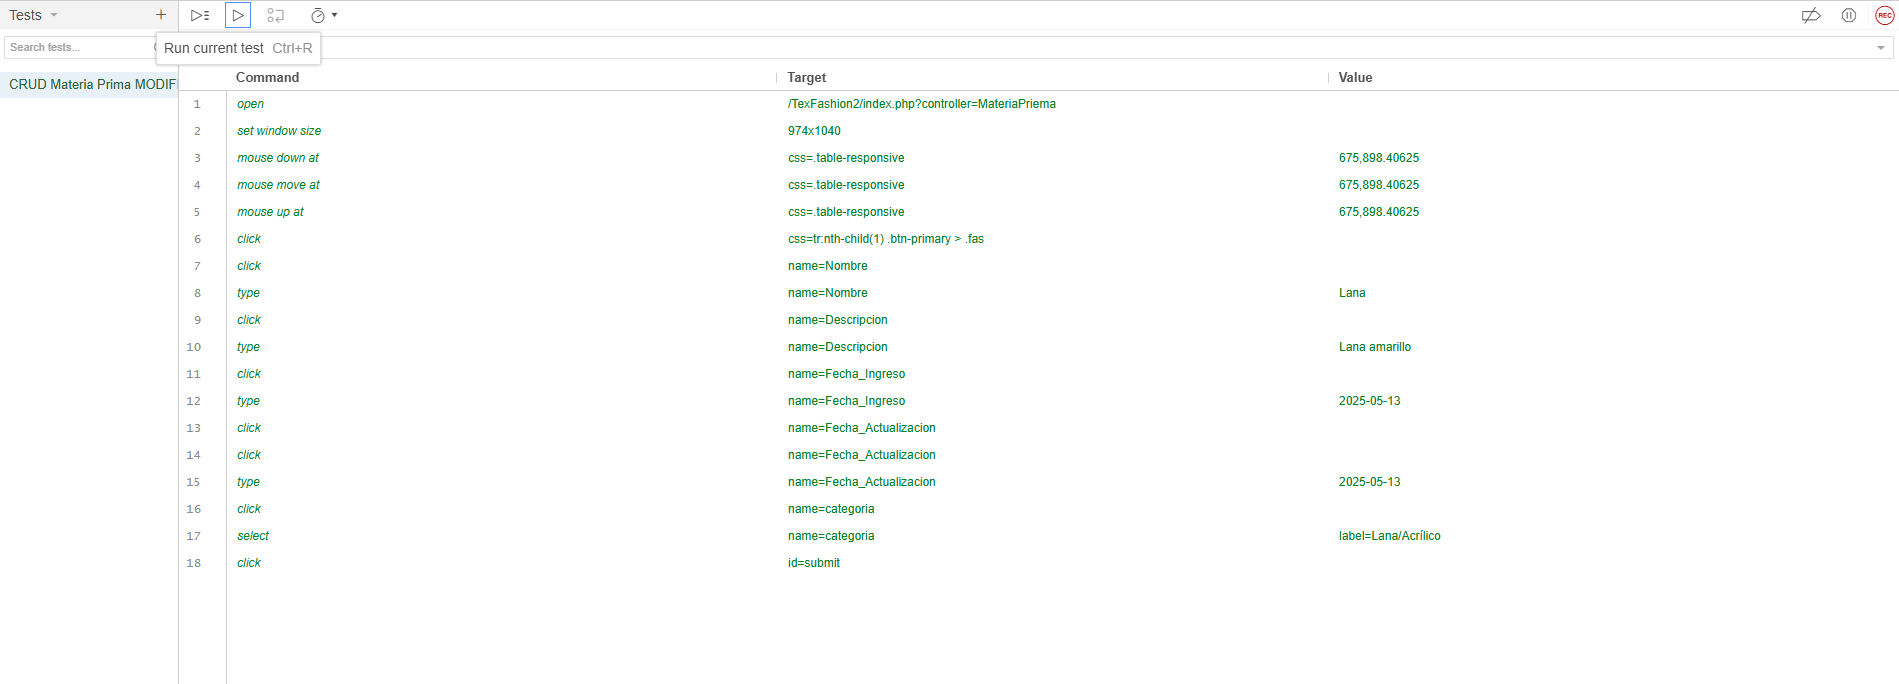 Tests
REC
Search tests...
Run current test Ctrl+R
CRUD Materia Prima MODIF
Command Target Value
1 open /TexFashion2/index.php?controller=MateriaPriema
2 set window size 974x1040
3 mouse down at css=.table-responsive 675,898.40625
4 mouse move at css=.table-responsive 675,898.40625
5 mouse up at css=.table-responsive 675,898.40625
6 click css=tr:nth-child(1) .btn-primary > .fas
7 click name=Nombre
8 type name=Nombre Lana
9 click name=Descripcion
10 type name=Descripcion Lana amarillo
11 click name=Fecha_Ingreso
12 type name=Fecha_Ingreso 2025-05-13
13 click name=Fecha_Actualizacion
14 click name=Fecha_Actualizacion
15 type name=Fecha_Actualizacion 2025-05-13
16 click name=categoria
17 select name=categoria label=Lana/Acrílico
18 click id=submit